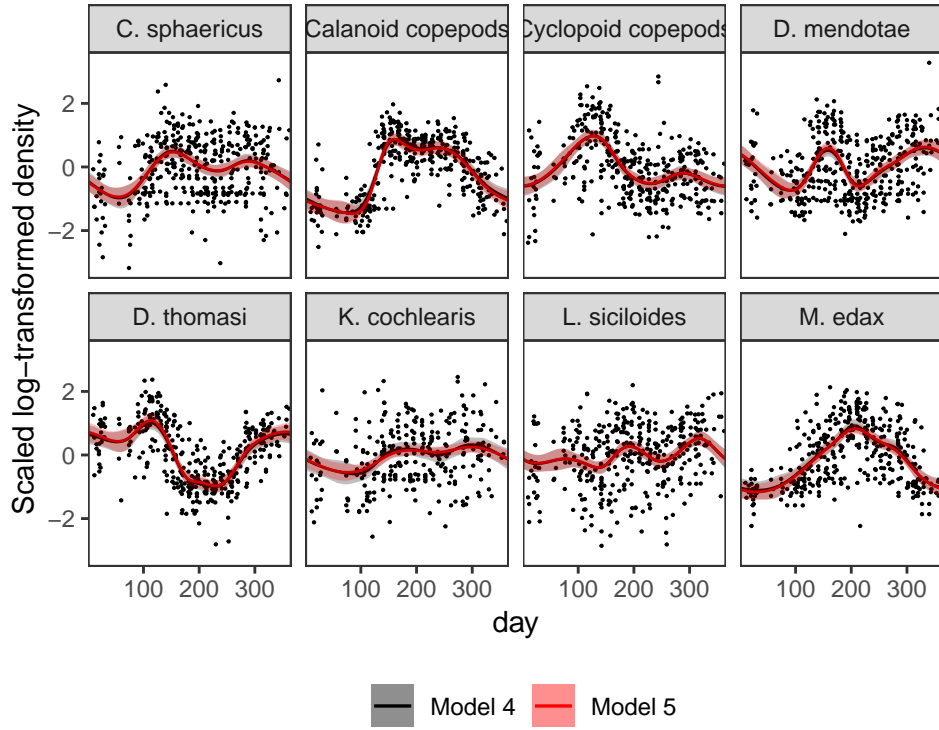 C. sphaericus
Calanoid copepods
Cyclopoid copepods
D. mendotae
Scaled log−transformed density
2
0
−2
D. thomasi
K. cochlearis
L. siciloides
M. edax
2
0
−2
100 200 300
100 200 300
100 200 300
100 200 300
day
Model 4
Model 5